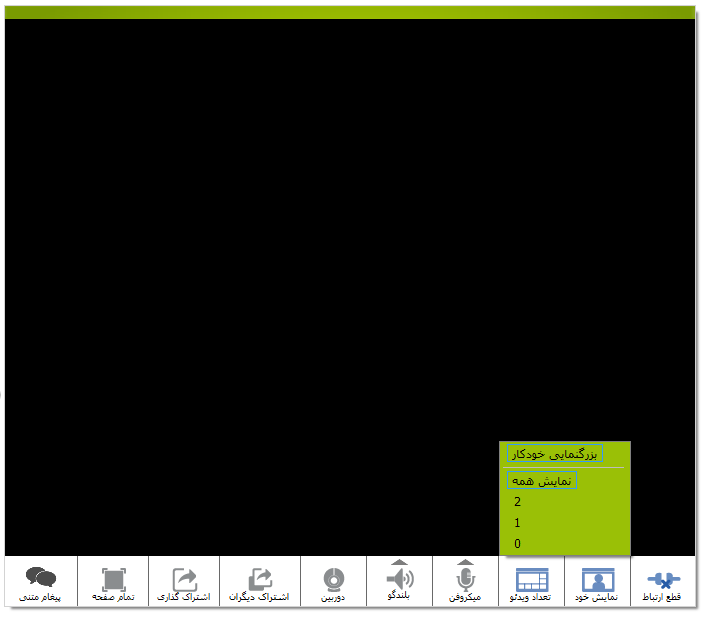 بزرگنمایی خودکار
نمایش همه
2
1
0
قطع ارتباط
نمایش خود
تعداد ویدئو
میکروفن
بلندگو
دوربین
اشتراک دیگران
اشتراک گذاری
تمام صفحه
پیغام متنی